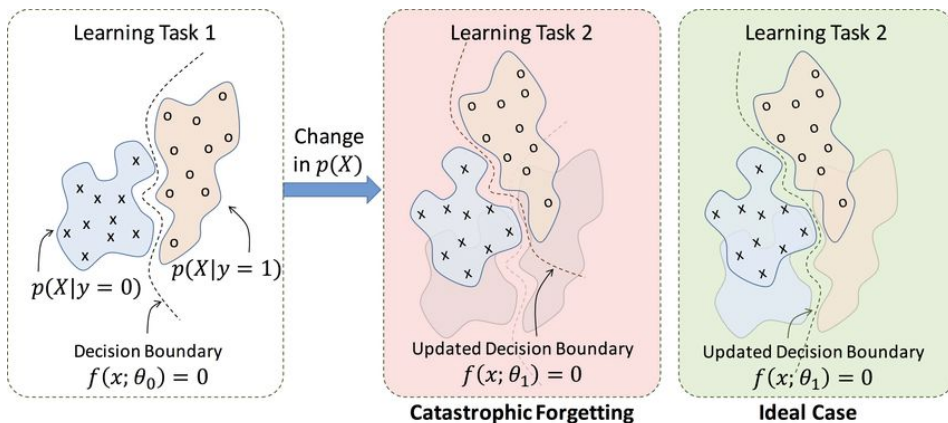 Learning Task 1
p(X|y = 0)
p(X|y = 1)
Decision Boundary
f(x; θ₀) = 0
Change
in p(X)
Learning Task 2
Updated Decision Boundary
f(x; θ₁) = 0
Catastrophic Forgetting
Learning Task 2
Updated Decision Boundary
f(x; θ₁) = 0
Ideal Case